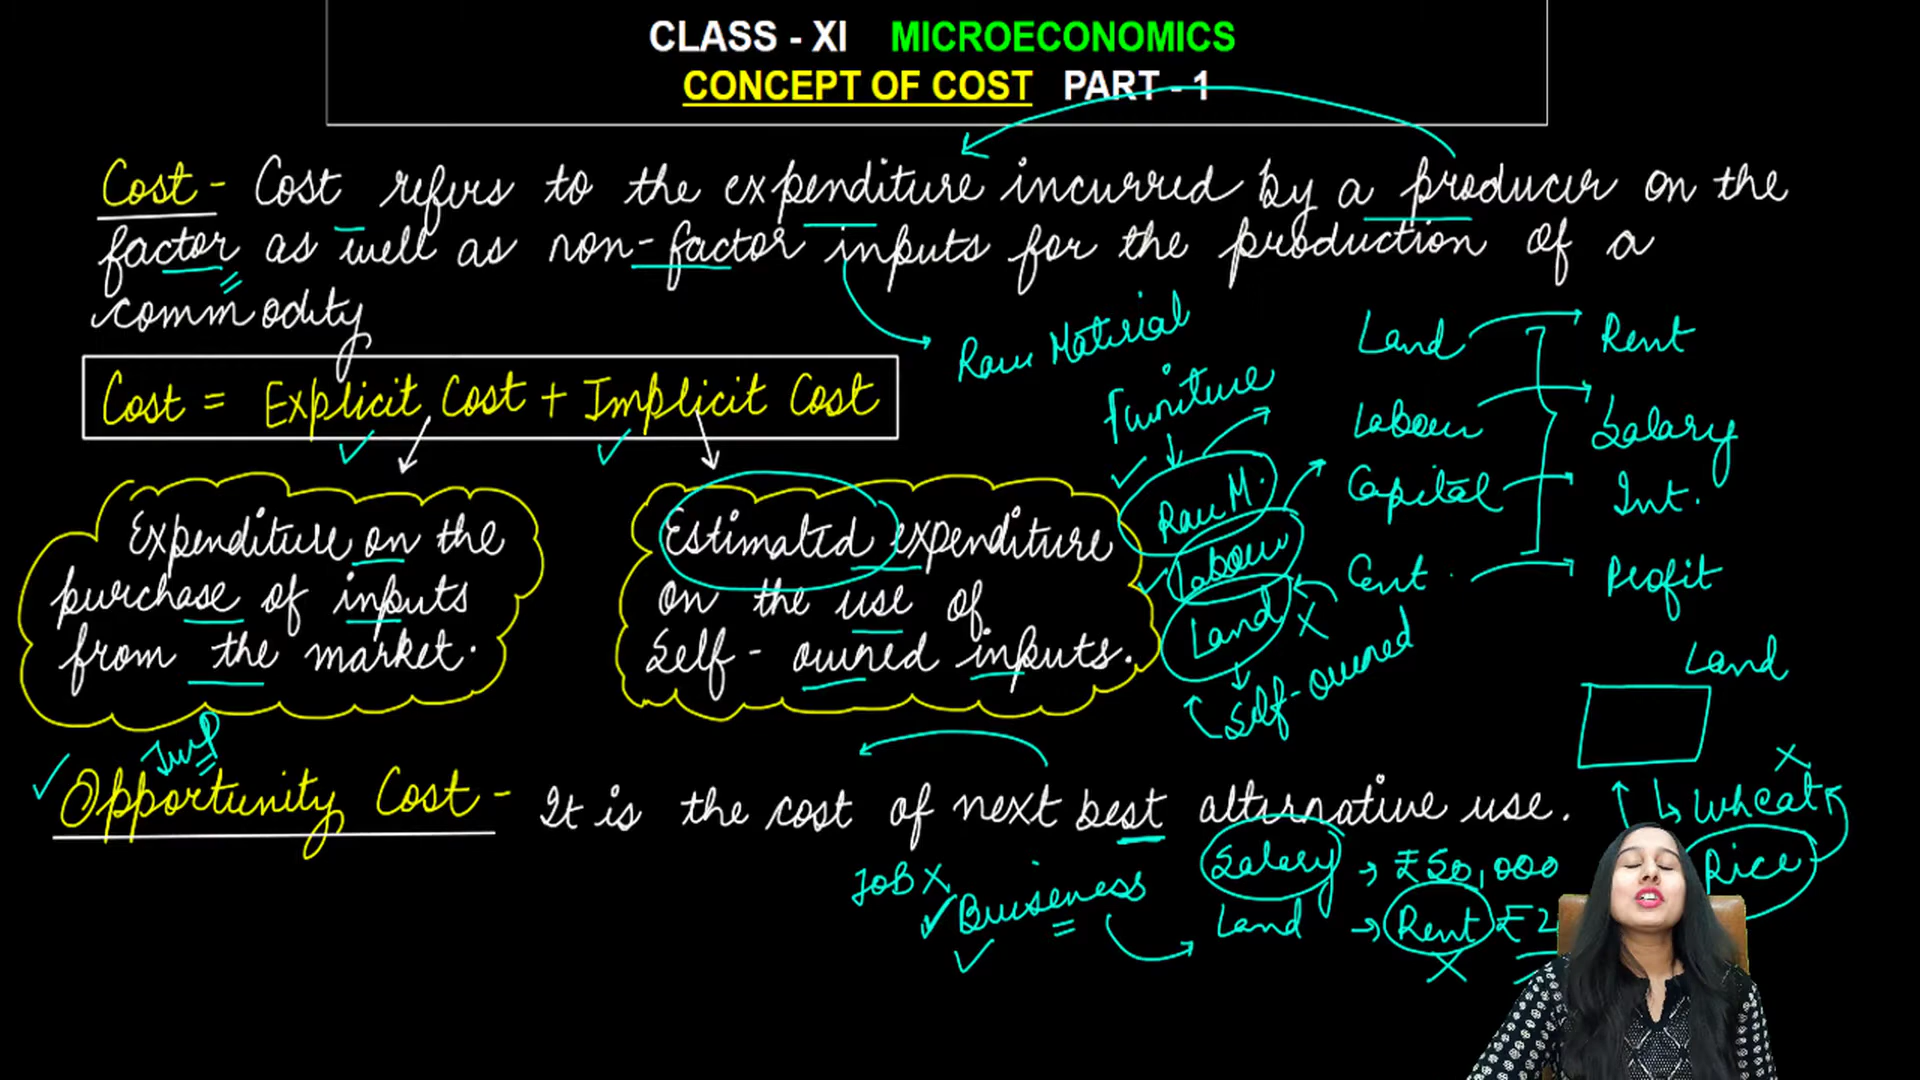 CLASS - XI MICROECONOMICS
CONCEPT OF COST PART - 1
Cost - Cost refers to the expenditure incurred by a producer on the
factor as well as non-factor inputs for the production of a
commodity
Raw Material
Cost = Explicit Cost + Implicit Cost
Expenditure on the
purchase of inputs
from the market.
Estimated expenditure
on the use of
Self-owned inputs.
Furniture
Raw M.
Labour
Land X
Self-owned
Land Rent
Labour Salary
Capital Int.
Ent. Profit
Land
X
Wheat
Rice
Imp
Opportunity Cost - It is the cost of next best alternative use.
Job X
Busieness
Salary → ₹50,000
Land → Rent ₹2
X